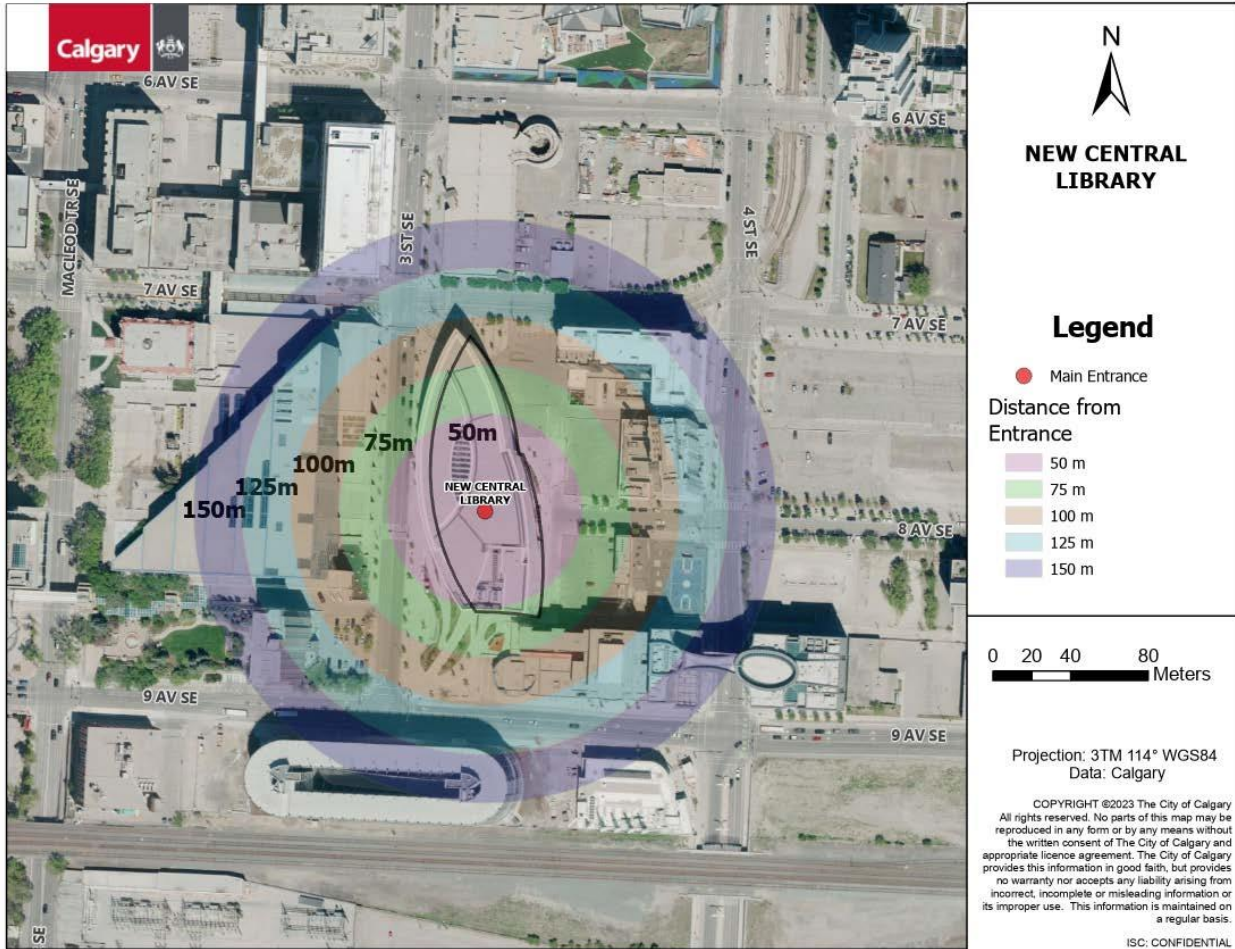 Calgary
6 AV SE
6 AV SE
MACLEOD TR SE
3 ST SE
4 ST SE
7 AV SE
7 AV SE
50m
75m
100m
125m
150m
NEW CENTRAL
LIBRARY
8 AV SE
9 AV SE
9 AV SE
SE
N
NEW CENTRAL
LIBRARY
Legend
Main Entrance
Distance from
Entrance
50 m
75 m
100 m
125 m
150 m
0 20 40 80
Meters
Projection: 3TM 114° WGS84
Data: Calgary
COPYRIGHT ©2023 The City of Calgary
All rights reserved. No parts of this map may be
reproduced in any form or by any means without
the written consent of The City of Calgary and
appropriate licence agreement. The City of Calgary
provides this information in good faith, but provides
no warranty nor accepts any liability arising from
incorrect, incomplete or misleading information or
its improper use. This information is maintained on
a regular basis.
ISC: CONFIDENTIAL